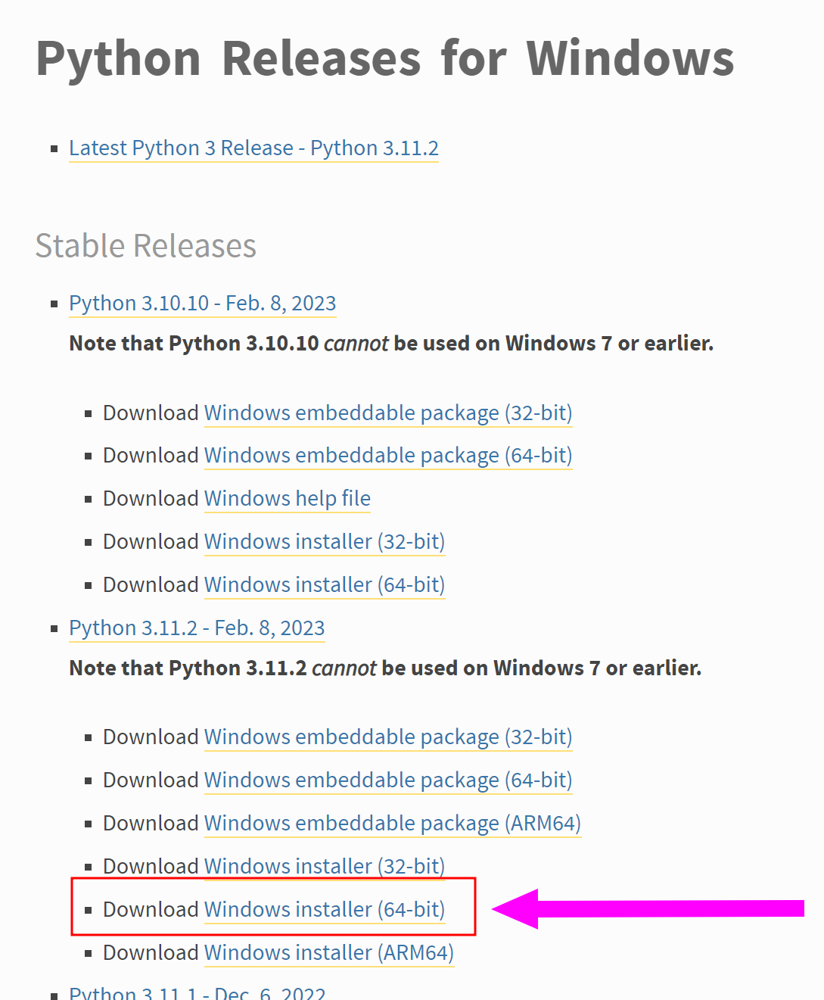 Python Releases for Windows
Latest Python 3 Release - Python 3.11.2
Stable Releases
Python 3.10.10 - Feb. 8, 2023
Note that Python 3.10.10 cannot be used on Windows 7 or earlier.
Download Windows embeddable package (32-bit)
Download Windows embeddable package (64-bit)
Download Windows help file
Download Windows installer (32-bit)
Download Windows installer (64-bit)
Python 3.11.2 - Feb. 8, 2023
Note that Python 3.11.2 cannot be used on Windows 7 or earlier.
Download Windows embeddable package (32-bit)
Download Windows embeddable package (64-bit)
Download Windows embeddable package (ARM64)
Download Windows installer (32-bit)
Download Windows installer (64-bit)
Download Windows installer (ARM64)
Python 3.11.1 - Dec. 6, 2022